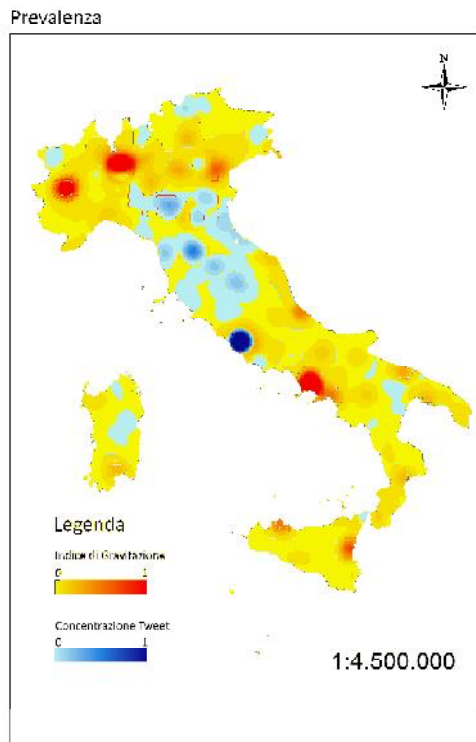 Prevalenza
N
Legenda
Indice di Gravitazione
0 1
Concentrazione Tweet
0 1
1:4.500.000